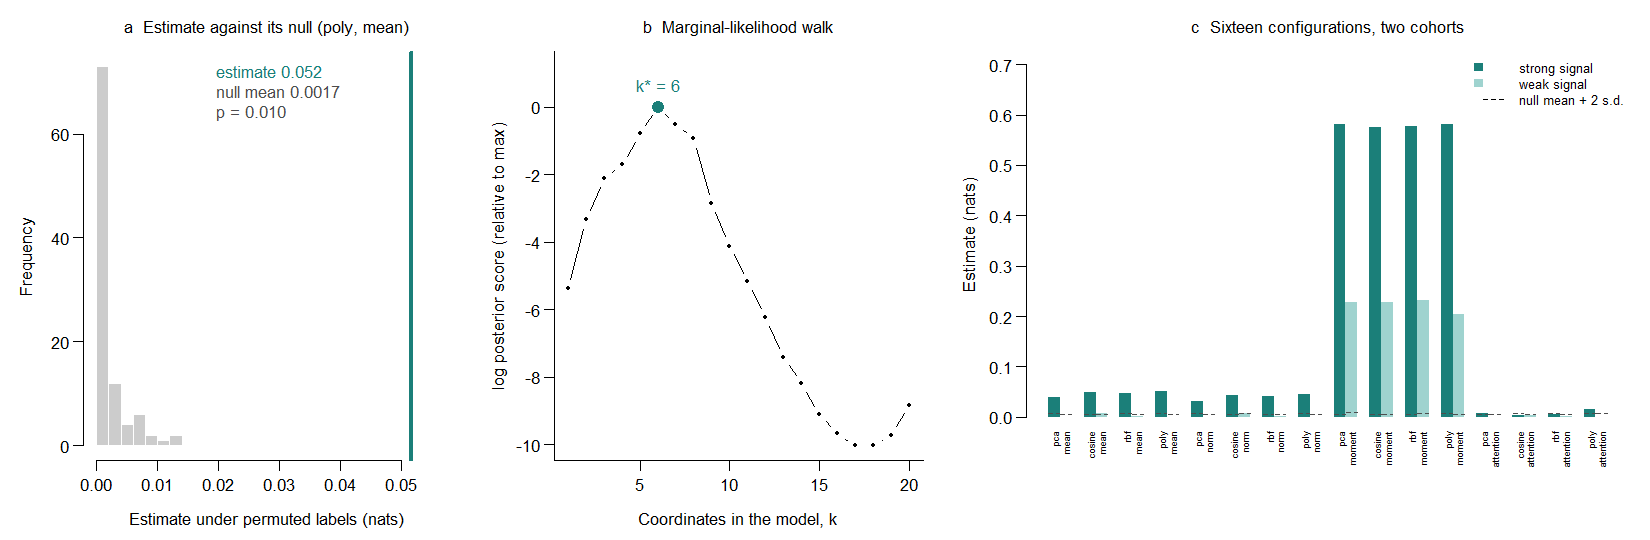 a  Estimate against its null (poly, mean)
estimate 0.052
null mean 0.0017
p = 0.010
Frequency
60
40
20
0
0.00 0.01 0.02 0.03 0.04 0.05
Estimate under permuted labels (nats)
b  Marginal-likelihood walk
k* = 6
log posterior score (relative to max)
0
-2
-4
-6
-8
-10
5 10 15 20
Coordinates in the model, k
c  Sixteen configurations, two cohorts
strong signal
weak signal
null mean + 2 s.d.
Estimate (nats)
0.7
0.6
0.5
0.4
0.3
0.2
0.1
0.0
pca
mean
cosine
mean
rbf
mean
poly
mean
pca
norm
cosine
norm
rbf
norm
poly
norm
pca
moment
cosine
moment
rbf
moment
poly
moment
pca
attention
cosine
attention
rbf
attention
poly
attention